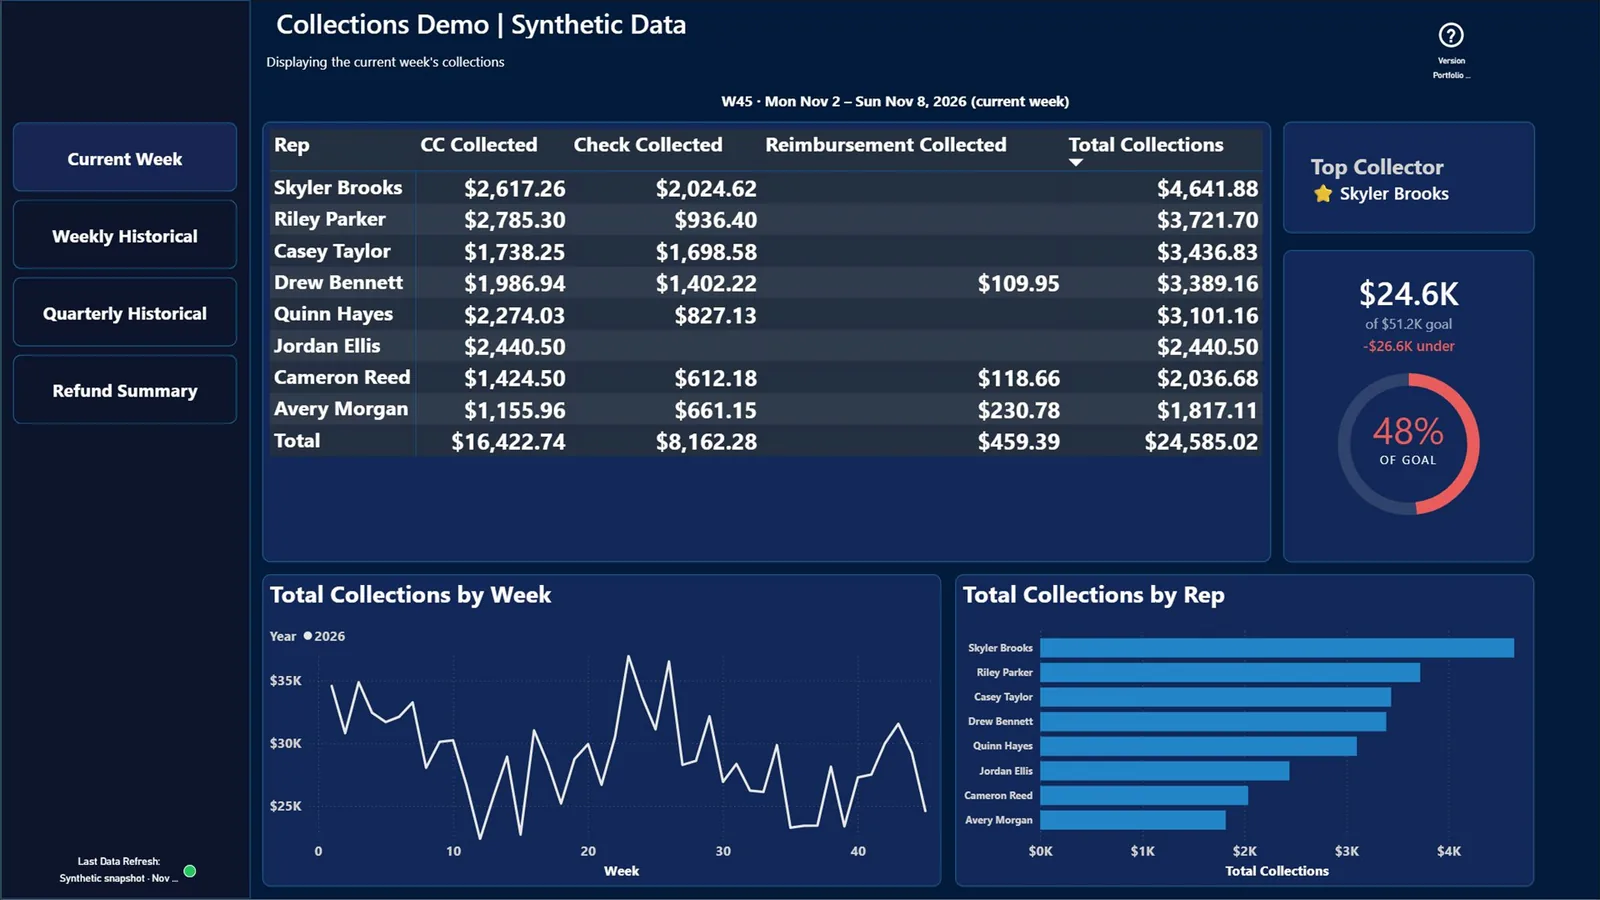 Collections Demo | Synthetic Data
Displaying the current week's collections
?
Version
Portfolio ...
W45 · Mon Nov 2 – Sun Nov 8, 2026 (current week)
Current Week
Weekly Historical
Quarterly Historical
Refund Summary
Last Data Refresh:
Synthetic snapshot · Nov ...
Rep CC Collected Check Collected Reimbursement Collected Total Collections
Skyler Brooks $2,617.26 $2,024.62 $4,641.88
Riley Parker $2,785.30 $936.40 $3,721.70
Casey Taylor $1,738.25 $1,698.58 $3,436.83
Drew Bennett $1,986.94 $1,402.22 $109.95 $3,389.16
Quinn Hayes $2,274.03 $827.13 $3,101.16
Jordan Ellis $2,440.50 $2,440.50
Cameron Reed $1,424.50 $612.18 $118.66 $2,036.68
Avery Morgan $1,155.96 $661.15 $230.78 $1,817.11
Total $16,422.74 $8,162.28 $459.39 $24,585.02
Top Collector
Skyler Brooks
$24.6K
of $51.2K goal
-$26.6K under
48%
OF GOAL
Total Collections by Week
Year 2026
$35K
$30K
$25K
0 10 20 30 40
Week
Total Collections by Rep
Skyler Brooks
Riley Parker
Casey Taylor
Drew Bennett
Quinn Hayes
Jordan Ellis
Cameron Reed
Avery Morgan
$0K $1K $2K $3K $4K
Total Collections